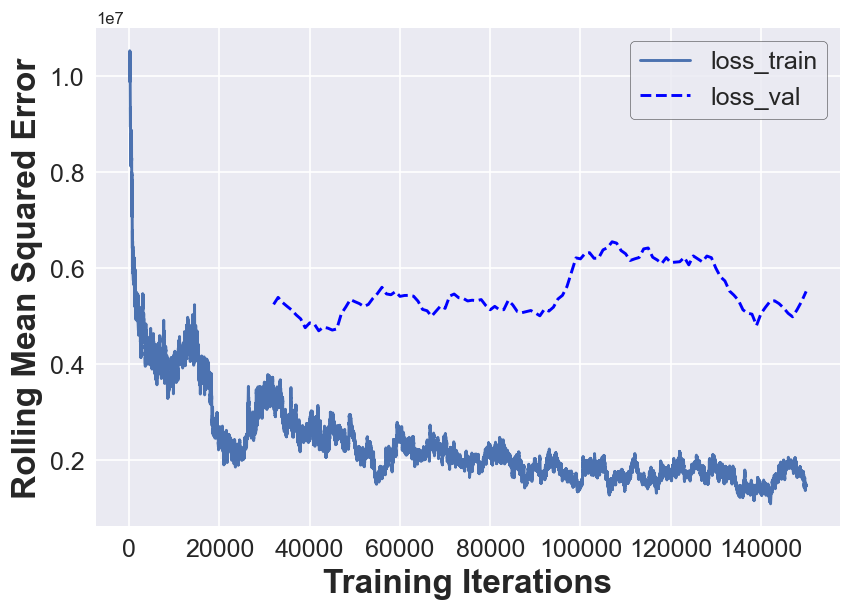 1e7
1.0
0.8
0.6
0.4
0.2
Rolling Mean Squared Error
loss_train
loss_val
0 20000 40000 60000 80000 100000 120000 140000
Training Iterations